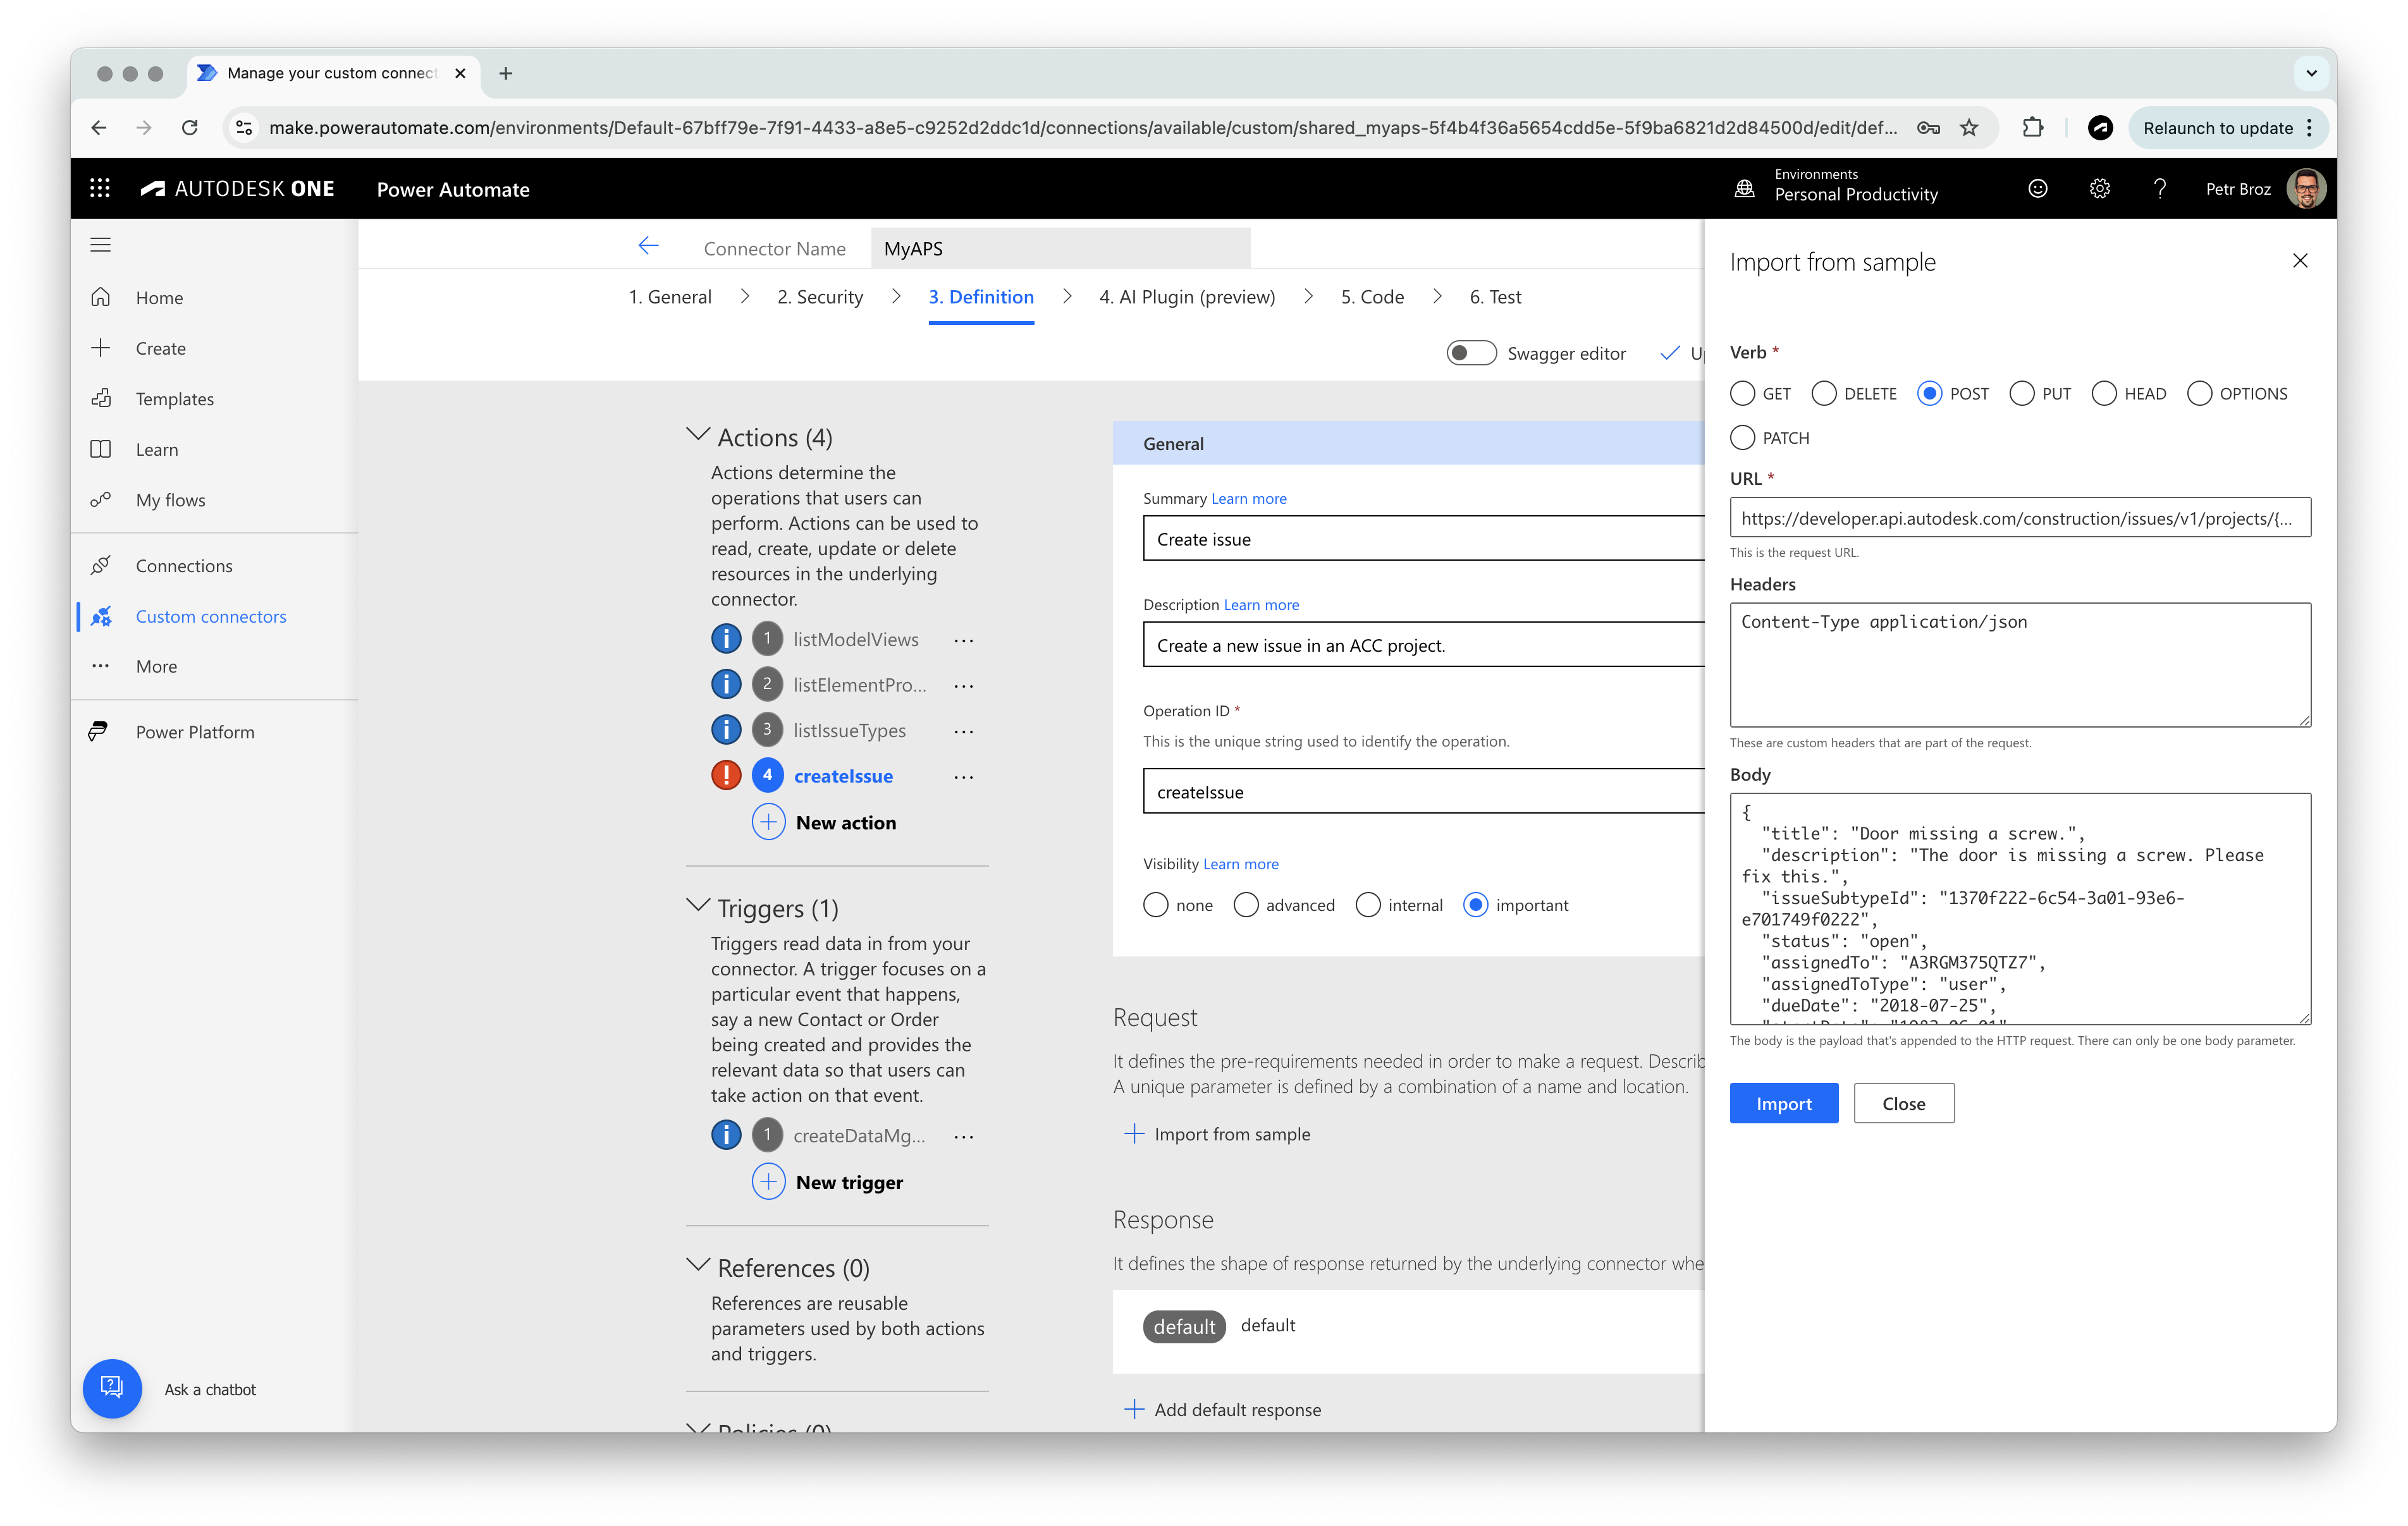 Manage your custom connect
make.powerautomate.com/environments/Default-67bff79e-7f91-4433-a8e5-c9252d2ddc1d/connections/available/custom/shared_myaps-5f4b4f36a5654cdd5e-5f9ba6821d2d84500d/edit/def...
Relaunch to update
AUTODESK ONE
Power Automate
Environments
Personal Productivity
Petr Broz
Home
Create
Templates
Learn
My flows
Connections
Custom connectors
More
Power Platform
Ask a chatbot
Connector Name
MyAPS
1. General
2. Security
3. Definition
4. AI Plugin (preview)
5. Code
6. Test
Swagger editor
Actions (4)
Actions determine the
operations that users can
perform. Actions can be used to
read, create, update or delete
resources in the underlying
connector.
1 listModelViews ...
2 listElementPro... ...
3 listIssueTypes ...
4 createIssue ...
New action
Triggers (1)
Triggers read data in from your
connector. A trigger focuses on a
particular event that happens,
say a new Contact or Order
being created and provides the
relevant data so that users can
take action on that event.
1 createDataMg... ...
New trigger
References (0)
References are reusable
parameters used by both actions
and triggers.
Policies (0)
General
Summary Learn more
Create issue
Description Learn more
Create a new issue in an ACC project.
Operation ID *
This is the unique string used to identify the operation.
createIssue
Visibility Learn more
none
advanced
internal
important
Request
It defines the pre-requirements needed in order to make a request. Describ
A unique parameter is defined by a combination of a name and location.
Import from sample
Response
It defines the shape of response returned by the underlying connector whe
default default
Add default response
Import from sample
Verb *
GET
DELETE
POST
PUT
HEAD
OPTIONS
PATCH
URL *
https://developer.api.autodesk.com/construction/issues/v1/projects/{...
This is the request URL.
Headers
Content-Type application/json
These are custom headers that are part of the request.
Body
{
"title": "Door missing a screw.",
"description": "The door is missing a screw. Please
fix this.",
"issueSubtypeId": "1370f222-6c54-3a01-93e6-
e701749f0222",
"status": "open",
"assignedTo": "A3RGM375QTZ7",
"assignedToType": "user",
"dueDate": "2018-07-25",
The body is the payload that's appended to the HTTP request. There can only be one body parameter.
Import
Close